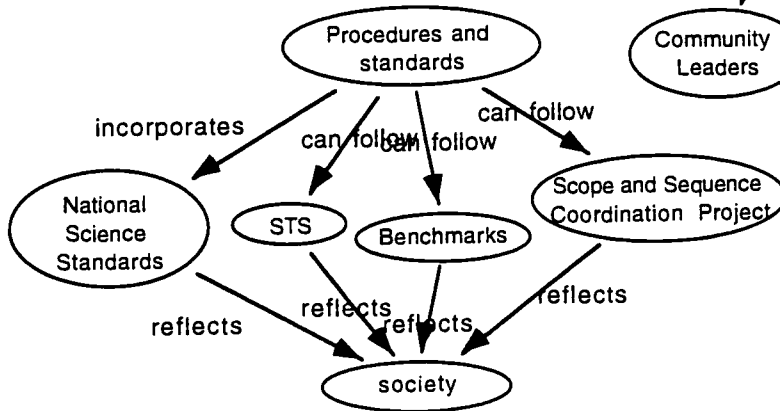 Procedures and
standards
Community
Leaders
incorporates
can follow
can follow
can follow
National
Science
Standards
STS
Benchmarks
Scope and Sequence
Coordination Project
reflects
reflects
reflects
reflects
society